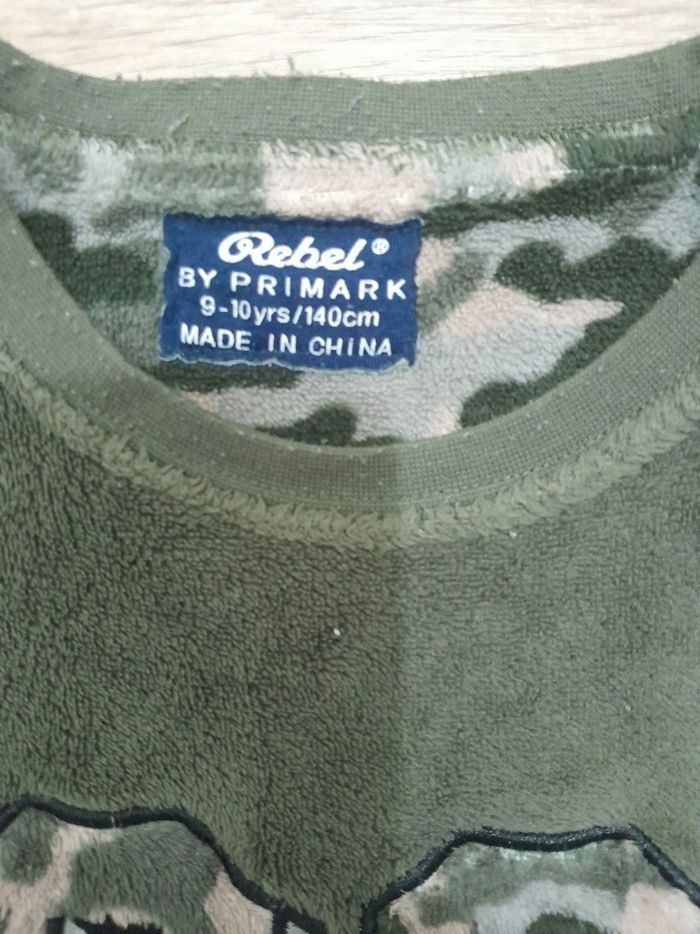 Rebel®
BY PRIMARK
9-10yrs/140cm
MADE IN CHINA